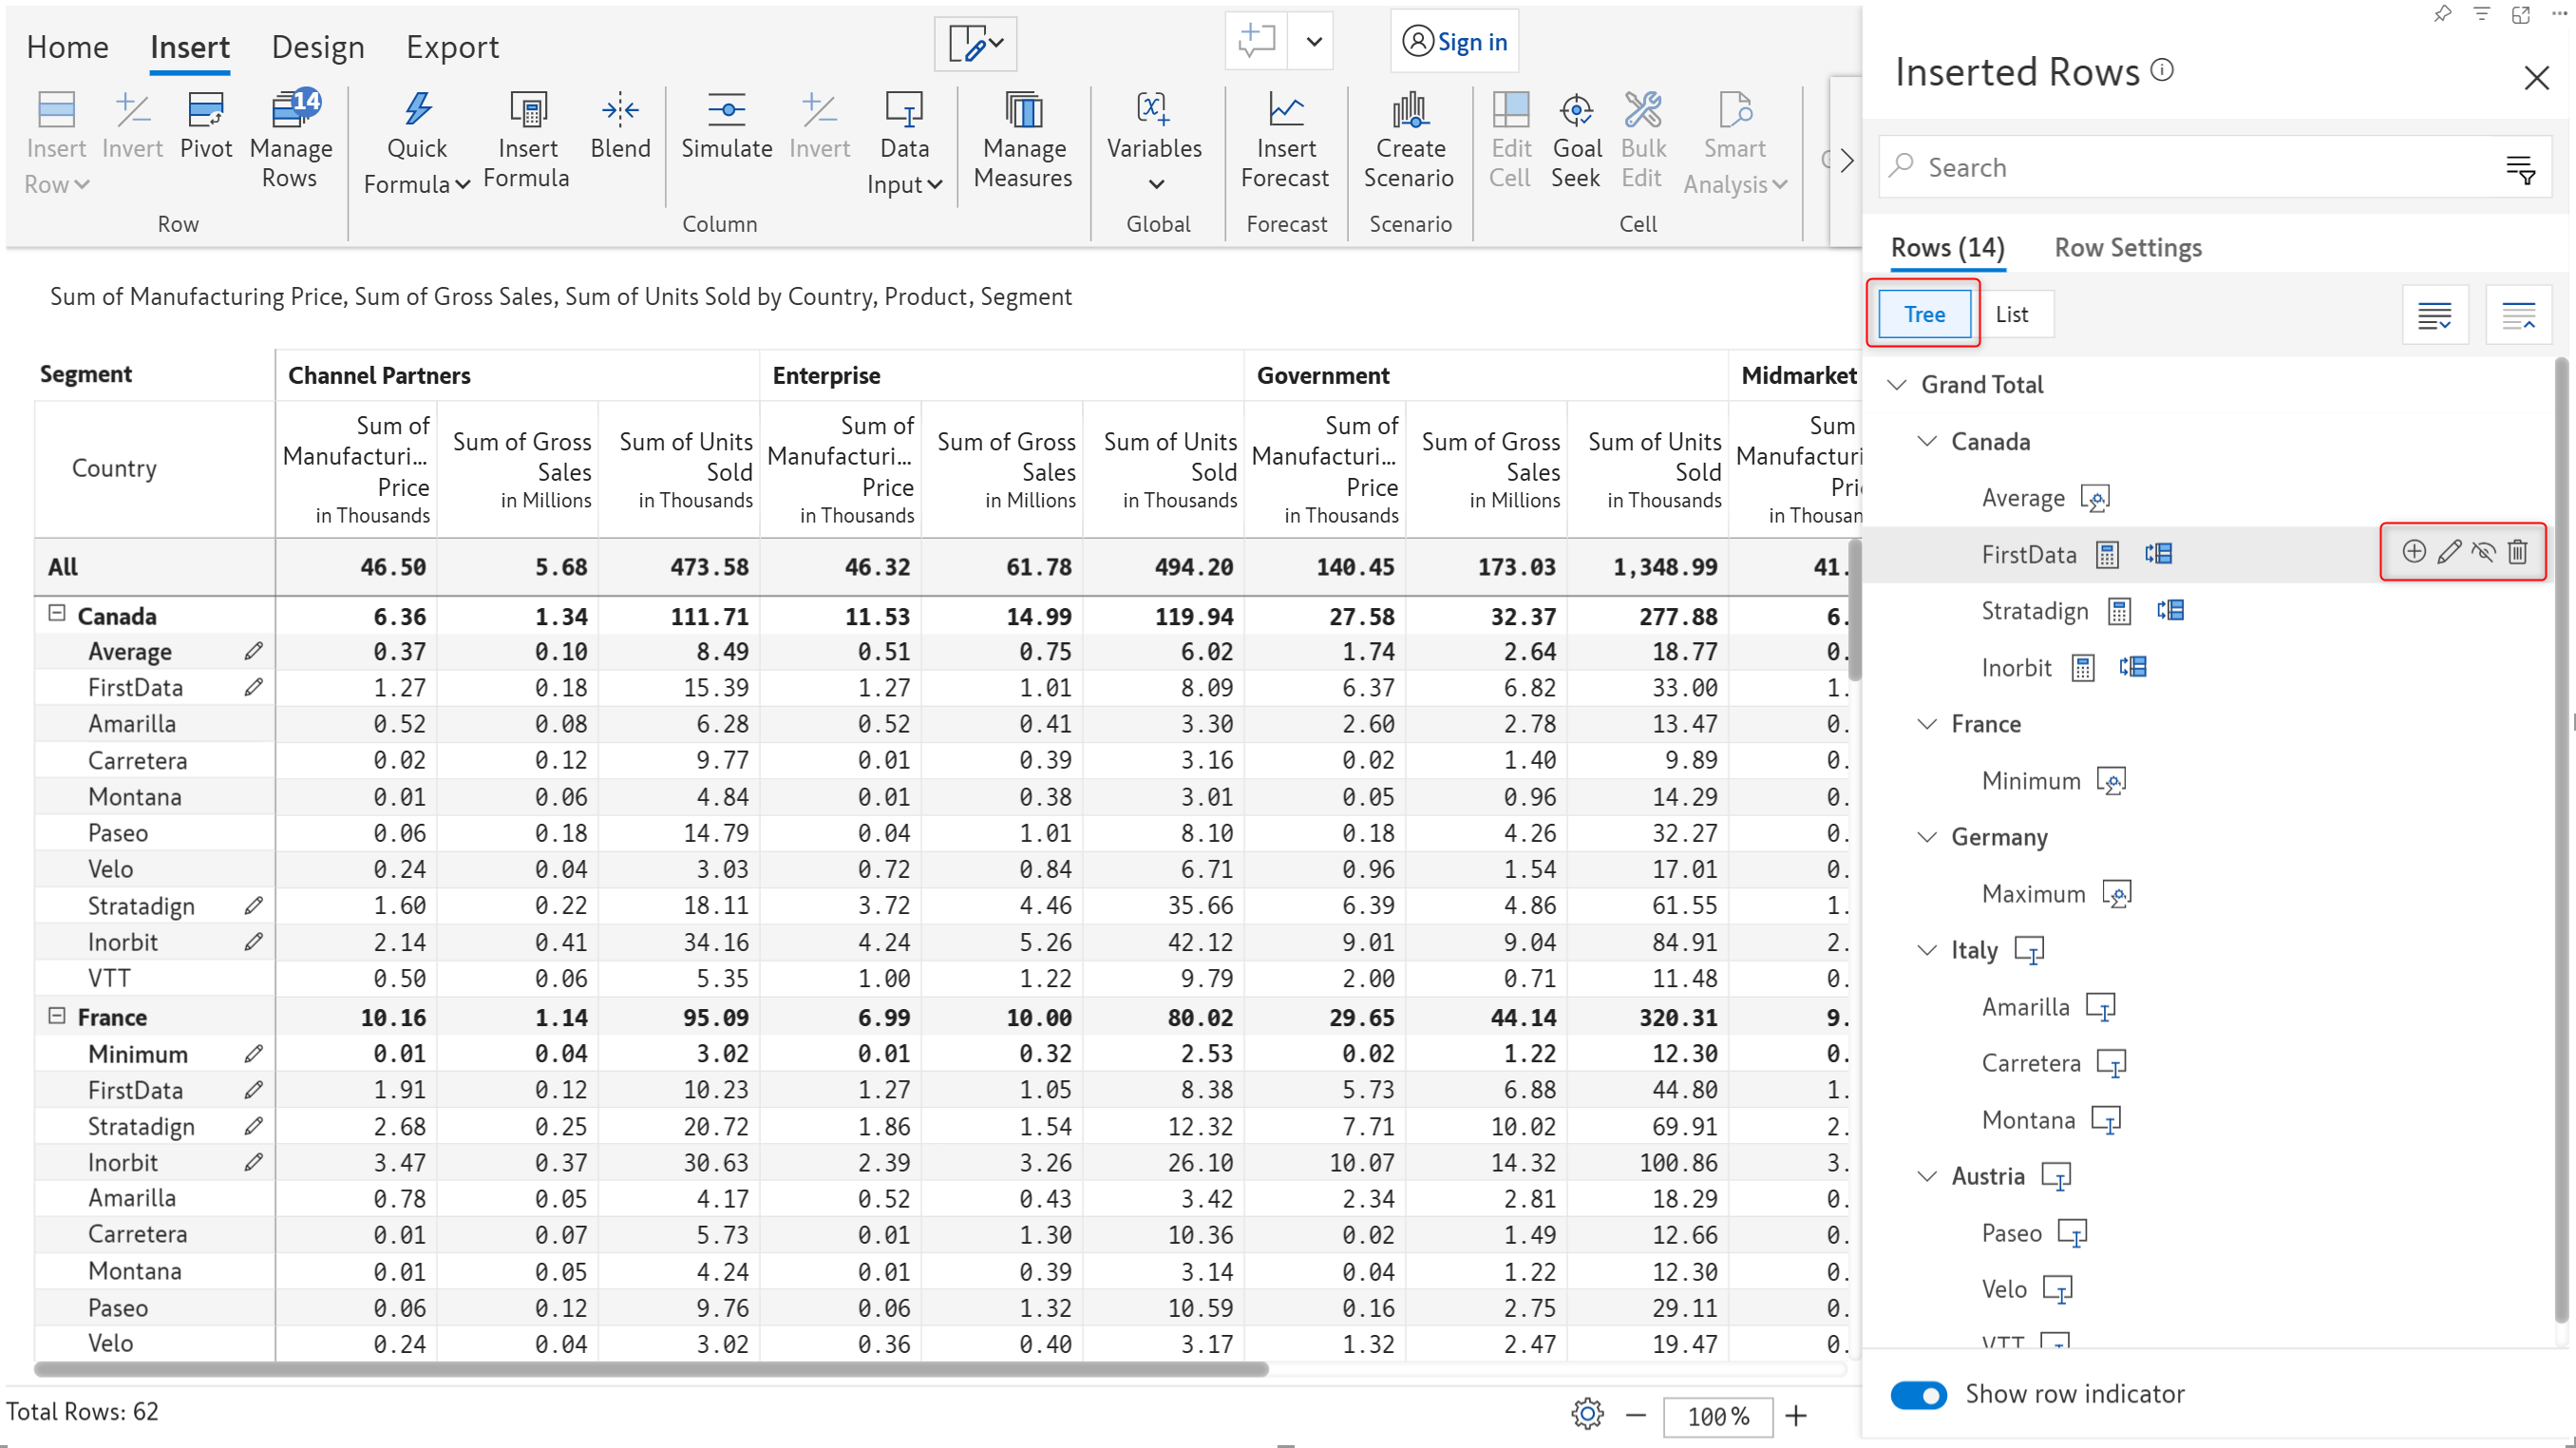 Home Insert Design Export Sign in
Insert Row Invert Pivot 14 Manage Rows Quick Formula Insert Formula Blend Simulate Invert Data Input Manage Measures Variables Insert Forecast Create Scenario Edit Cell Goal Seek Bulk Edit Smart Analysis
Row Column Global Forecast Scenario Cell
Sum of Manufacturing Price, Sum of Gross Sales, Sum of Units Sold by Country, Product, Segment
Segment Channel Partners Enterprise Government Midmarket
Country Sum of Manufacturi... Price in Thousands Sum of Gross Sales in Millions Sum of Units Sold in Thousands Sum of Manufacturi... Price in Thousands Sum of Gross Sales in Millions Sum of Units Sold in Thousands Sum of Manufacturi... Price in Thousands Sum of Gross Sales in Millions Sum of Units Sold in Thousands Sum
All 46.50 5.68 473.58 46.32 61.78 494.20 140.45 173.03 1,348.99 41.
Canada 6.36 1.34 111.71 11.53 14.99 119.94 27.58 32.37 277.88 6.
Average 0.37 0.10 8.49 0.51 0.75 6.02 1.74 2.64 18.77 0.
FirstData 1.27 0.18 15.39 1.27 1.01 8.09 6.37 6.82 33.00 1.
Amarilla 0.52 0.08 6.28 0.52 0.41 3.30 2.60 2.78 13.47 0.
Carretera 0.02 0.12 9.77 0.01 0.39 3.16 0.02 1.40 9.89 0.
Montana 0.01 0.06 4.84 0.01 0.38 3.01 0.05 0.96 14.29 0.
Paseo 0.06 0.18 14.79 0.04 1.01 8.10 0.18 4.26 32.27 0.
Velo 0.24 0.04 3.03 0.72 0.84 6.71 0.96 1.54 17.01 0.
Stratadign 1.60 0.22 18.11 3.72 4.46 35.66 6.39 4.86 61.55 1.
Inorbit 2.14 0.41 34.16 4.24 5.26 42.12 9.01 9.04 84.91 2.
VTT 0.50 0.06 5.35 1.00 1.22 9.79 2.00 0.71 11.48 0.
France 10.16 1.14 95.09 6.99 10.00 80.02 29.65 44.14 320.31 9.
Minimum 0.01 0.04 3.02 0.01 0.32 2.53 0.02 1.22 12.30 0.
FirstData 1.91 0.12 10.23 1.27 1.05 8.38 5.73 6.88 44.80 1.
Stratadign 2.68 0.25 20.72 1.86 1.54 12.32 7.71 10.02 69.91 2.
Inorbit 3.47 0.37 30.63 2.39 3.26 26.10 10.07 14.32 100.86 3.
Amarilla 0.78 0.05 4.17 0.52 0.43 3.42 2.34 2.81 18.29 0.
Carretera 0.01 0.07 5.73 0.01 1.30 10.36 0.02 1.49 12.66 0.
Montana 0.01 0.05 4.24 0.01 0.39 3.14 0.04 1.22 12.30 0.
Paseo 0.06 0.12 9.76 0.06 1.32 10.59 0.16 2.75 29.11 0.
Velo 0.24 0.04 3.02 0.36 0.40 3.17 1.32 2.47 19.47 0.
Total Rows: 62 100%
Inserted Rows
Search
Rows (14) Row Settings
Tree List
Grand Total
Canada
Average
FirstData
Stratadign
Inorbit
France
Minimum
Germany
Maximum
Italy
Amarilla
Carretera
Montana
Austria
Paseo
Velo
VTT
Show row indicator